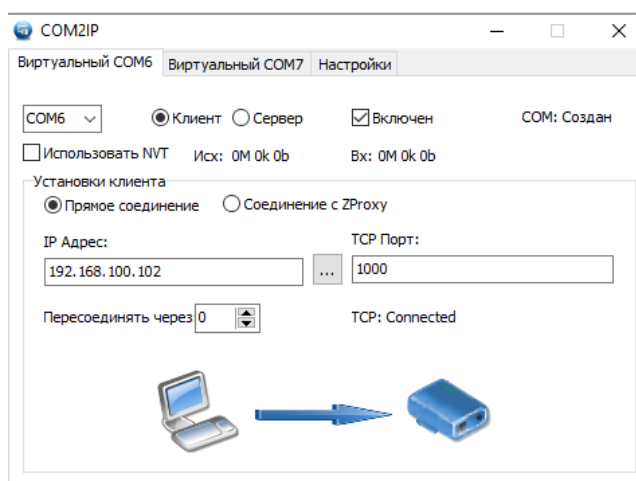 COM2IP
Виртуальный COM6 Виртуальный COM7 Настройки
COM6 Клиент Сервер Включен COM: Создан
Использовать NVT Исх: 0M 0k 0b Вх: 0M 0k 0b
Установки клиента
Прямое соединение Соединение с ZProxy
IP Адрес: TCP Порт:
192.168.100.102 ... 1000
Пересоединять через 0 TCP: Connected